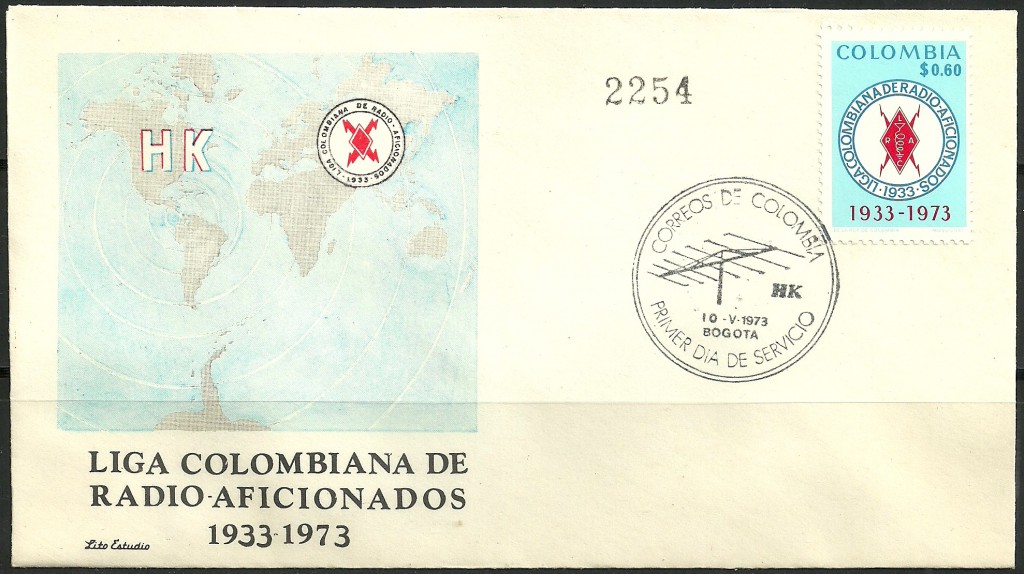 HK
LIGA COLOMBIANA DE RADIO-AFICIONADOS
·1933·
2254
COLOMBIA
$0.60
LIGA COLOMBIANA DE RADIO-AFICIONADOS
·1933·
L
R A
C
1933-1973
CORREOS DE COLOMBIA
HK
10-V-1973
BOGOTA
PRIMER DIA DE SERVICIO
LIGA COLOMBIANA DE
RADIO-AFICIONADOS
1933-1973
Lito Estudio